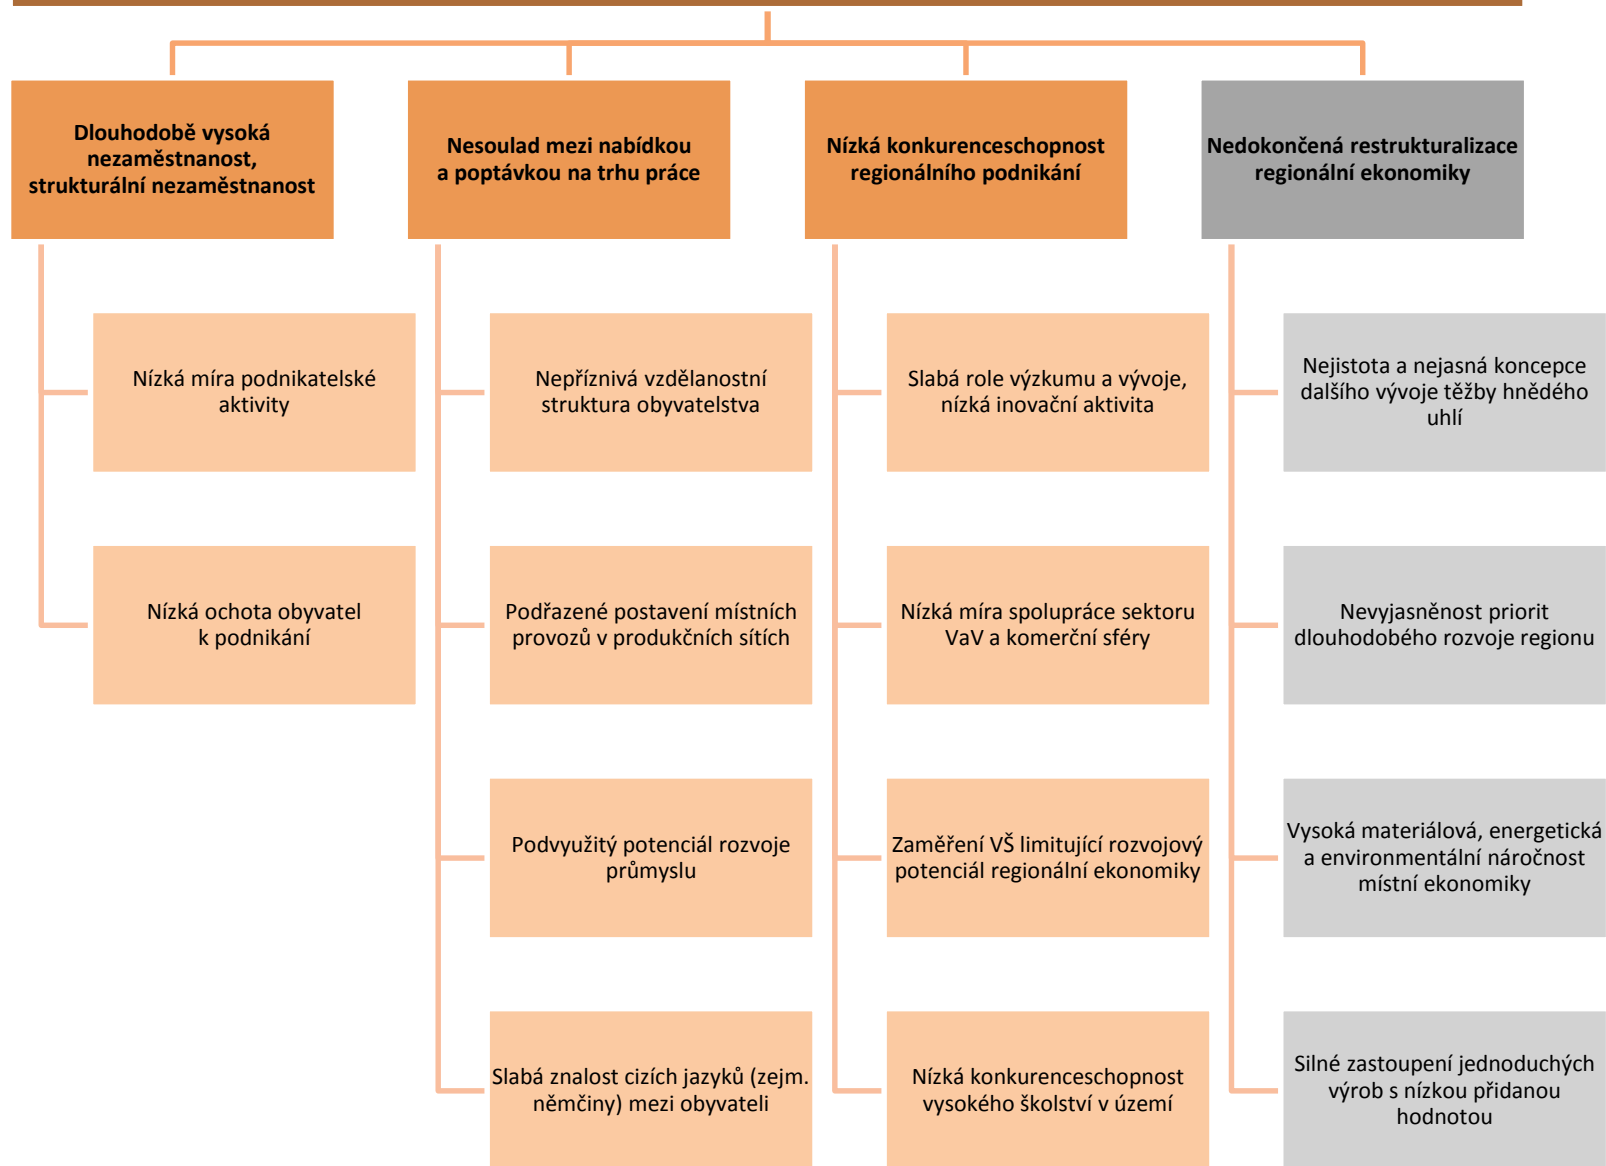 Dlouhodobě vysoká
nezaměstnanost,
strukturální nezaměstnanost
Nesoulad mezi nabídkou
a poptávkou na trhu práce
Nízká konkurenceschopnost
regionálního podnikání
Nedokončená restrukturalizace
regionální ekonomiky
Nízká míra podnikatelské
aktivity
Nepříznivá vzdělanostní
struktura obyvatelstva
Slabá role výzkumu a vývoje,
nízká inovační aktivita
Nejistota a nejasná koncepce
dalšího vývoje těžby hnědého
uhlí
Nízká ochota obyvatel
k podnikání
Podřazené postavení místních
provozů v produkčních sítích
Nízká míra spolupráce sektoru
VaV a komerční sféry
Nevyjasněnost priorit
dlouhodobého rozvoje regionu
Podvyužitý potenciál rozvoje
průmyslu
Zaměření VŠ limitující rozvojový
potenciál regionální ekonomiky
Vysoká materiálová, energetická
a environmentální náročnost
místní ekonomiky
Slabá znalost cizích jazyků (zejm.
němčiny) mezi obyvateli
Nízká konkurenceschopnost
vysokého školství v území
Silné zastoupení jednoduchých
výrob s nízkou přidanou
hodnotou